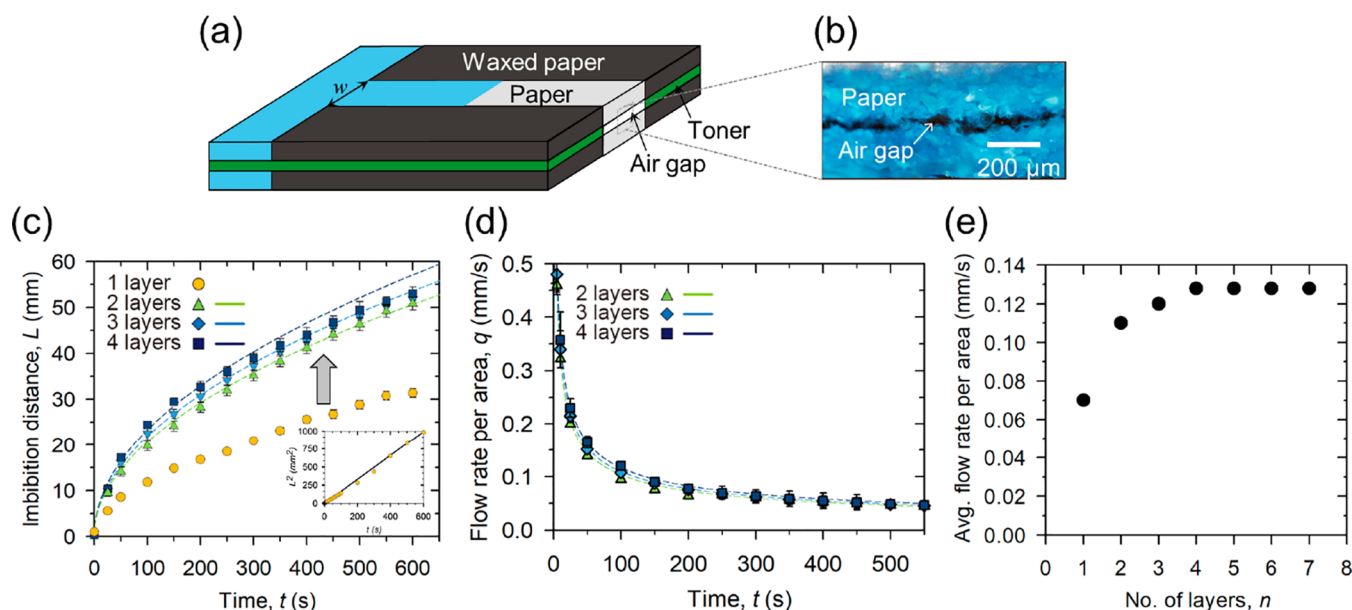 (a)
Waxed paper
w
Paper
Toner
Air gap
(b)
Paper
Air gap
200 µm
(c)
Imbibition distance, L (mm)
60
50
40
30
20
10
0
1 layer
2 layers
3 layers
4 layers
L² (mm²)
1000
750
500
250
0
0 200 400 600
t (s)
0 100 200 300 400 500 600
Time, t (s)
(d)
Flow rate per area, q (mm/s)
0.5
0.4
0.3
0.2
0.1
0.0
2 layers
3 layers
4 layers
0 100 200 300 400 500
Time, t (s)
(e)
Avg. flow rate per area (mm/s)
0.14
0.12
0.10
0.08
0.06
0.04
0.02
0.00
0 1 2 3 4 5 6 7 8
No. of layers, n